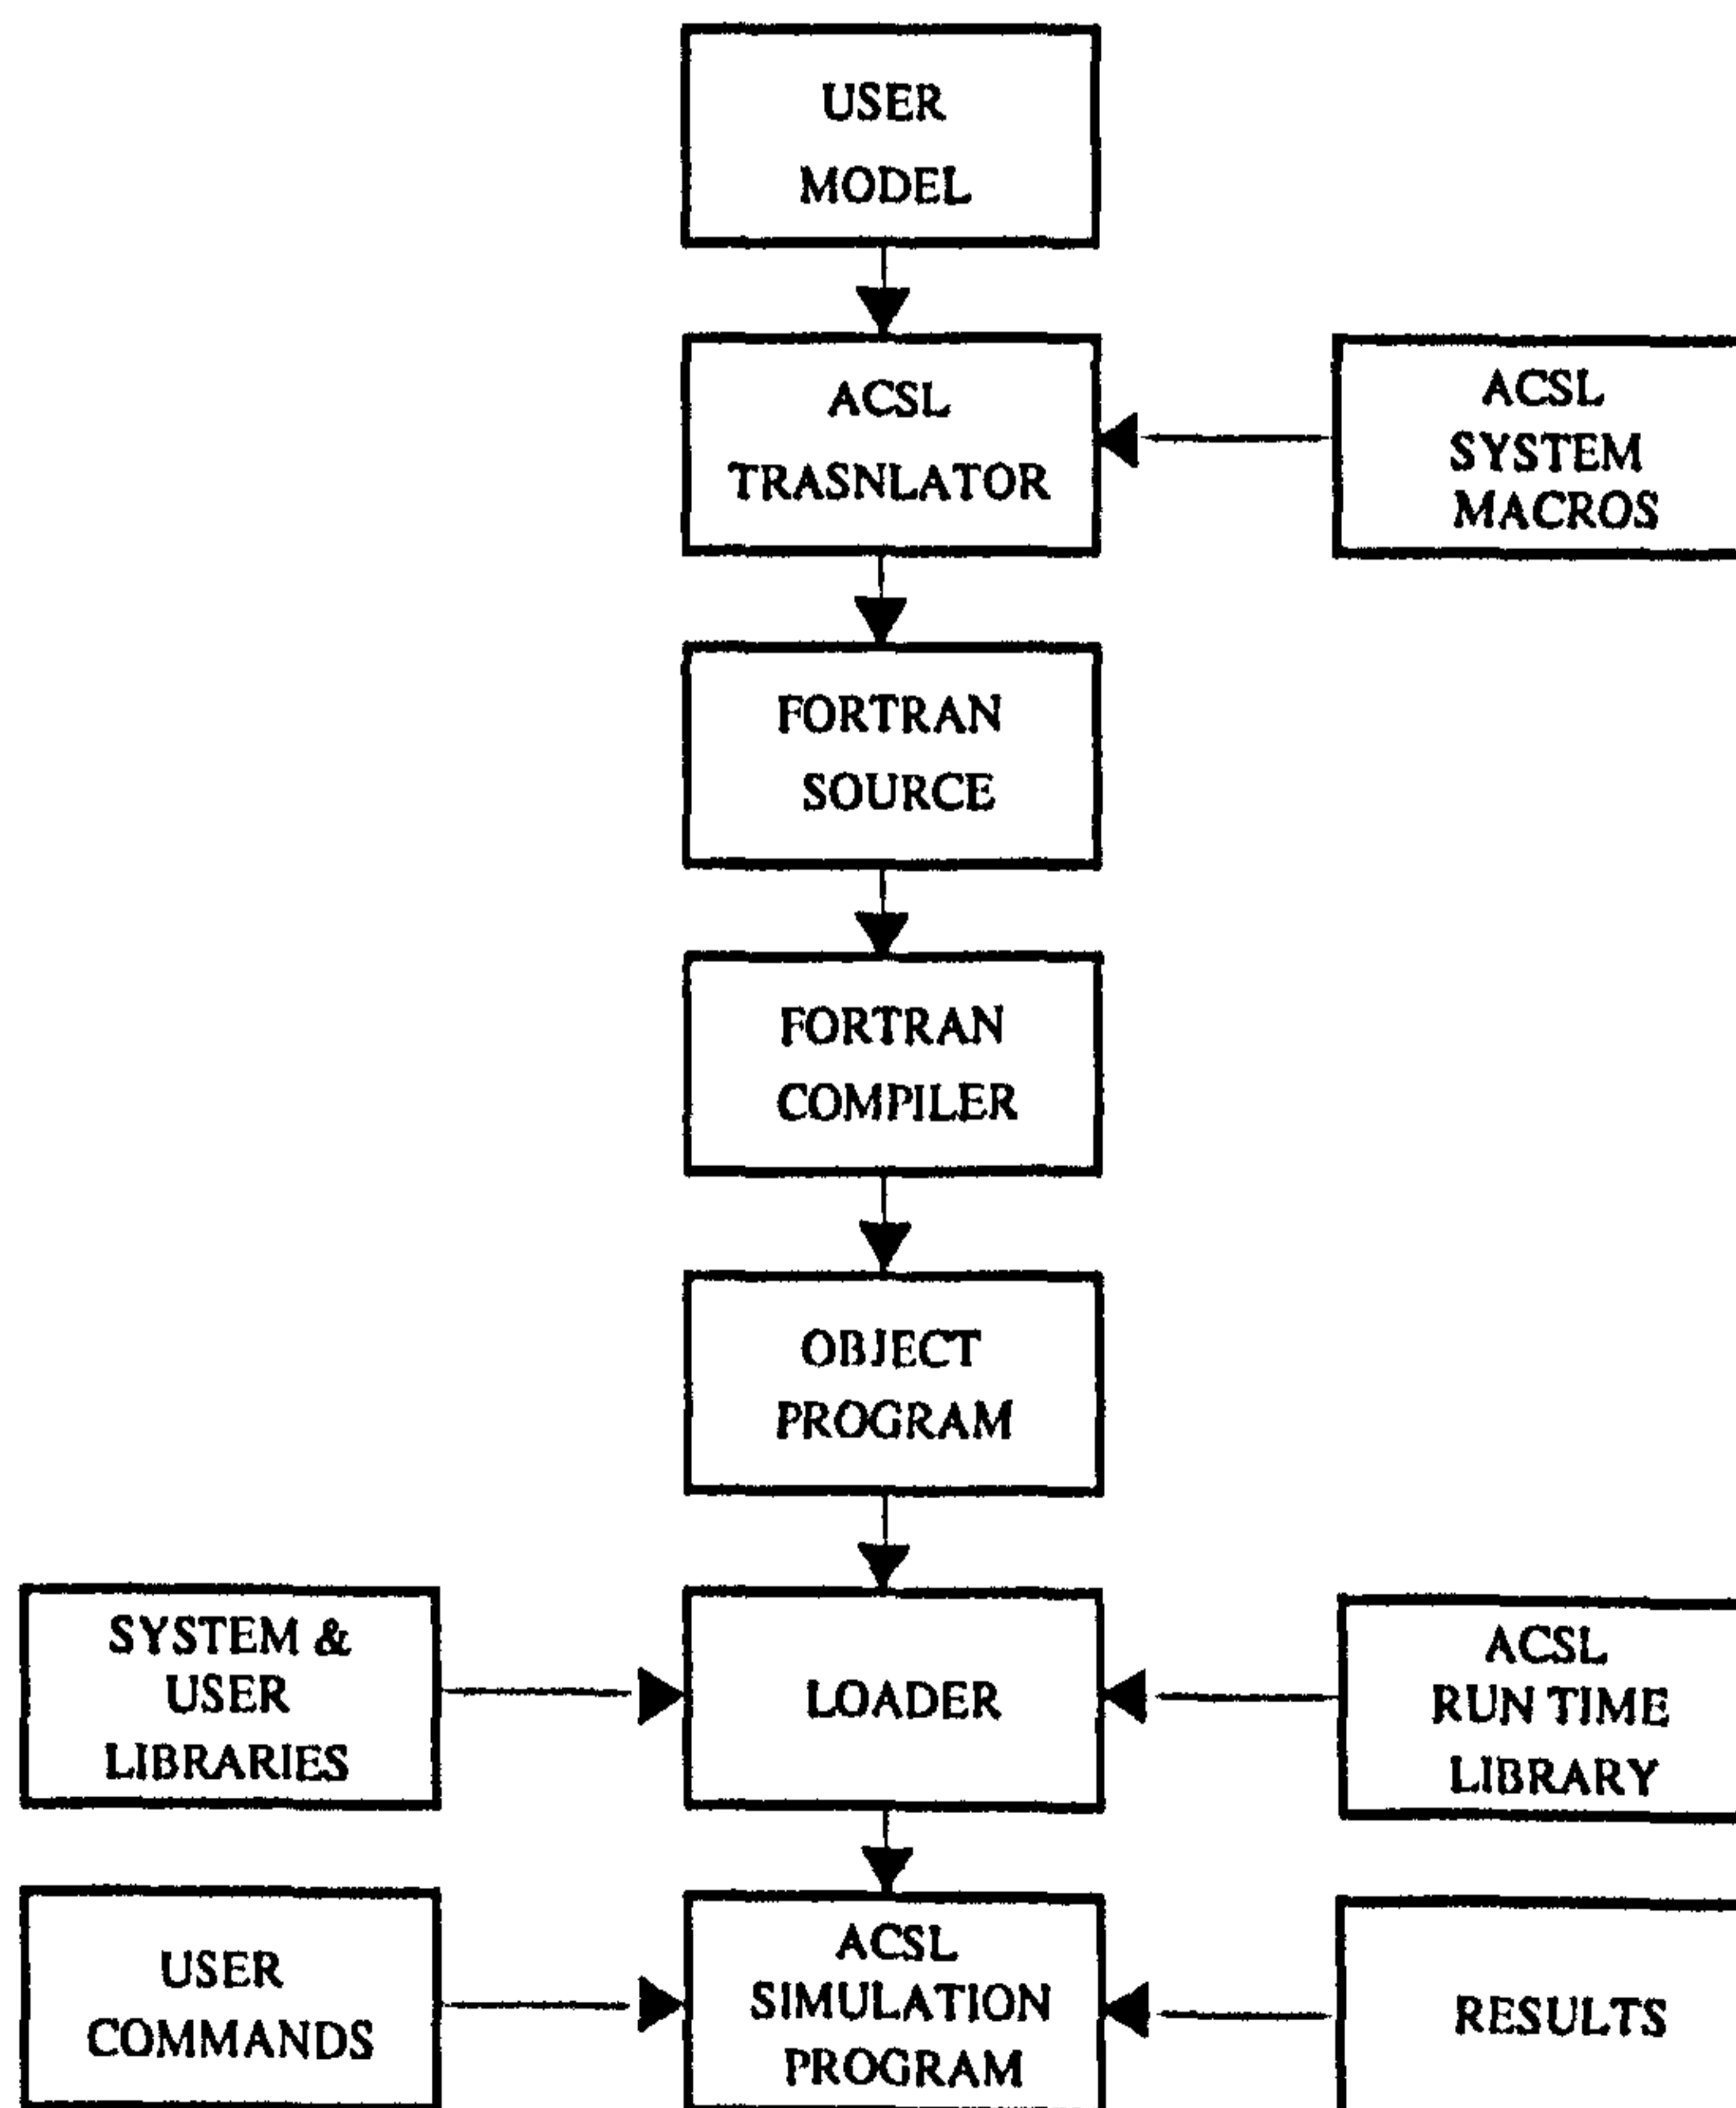 USER
MODEL
ACSL
TRASNLATOR
ACSL
SYSTEM
MACROS
FORTRAN
SOURCE
FORTRAN
COMPILER
OBJECT
PROGRAM
SYSTEM &
USER
LIBRARIES
LOADER
ACSL
RUN TIME
LIBRARY
USER
COMMANDS
ACSL
SIMULATION
PROGRAM
RESULTS